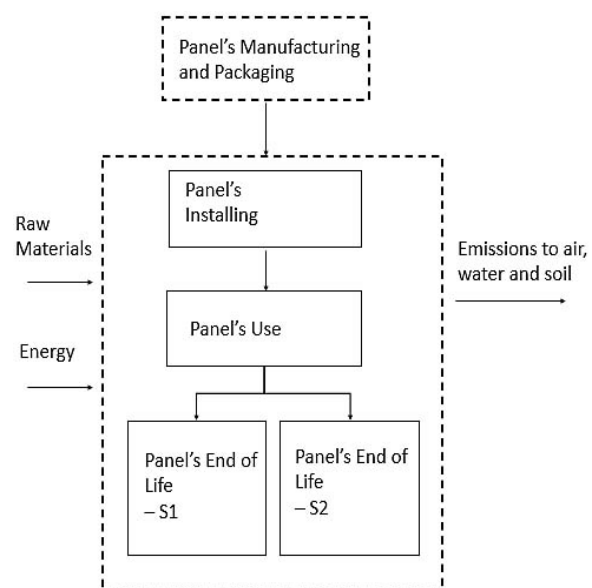 Panel's Manufacturing
and Packaging
Panel's
Installing
Raw
Materials
Emissions to air,
water and soil
Panel's Use
Energy
Panel's End of
Life
– S1
Panel's End of
Life
– S2